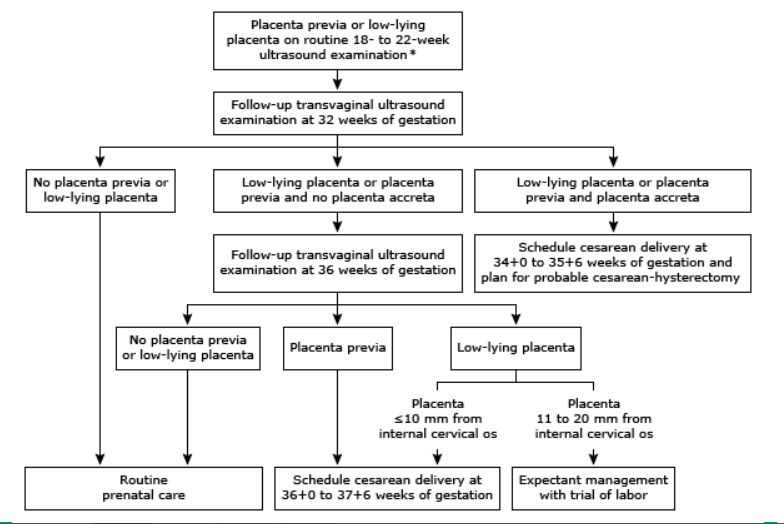 Placenta previa or low-lying
placenta on routine 18- to 22-week
ultrasound examination*
Follow-up transvaginal ultrasound
examination at 32 weeks of gestation
No placenta previa or
low-lying placenta
Low-lying placenta or placenta
previa and no placenta accreta
Low-lying placenta or placenta
previa and placenta accreta
Follow-up transvaginal ultrasound
examination at 36 weeks of gestation
Schedule cesarean delivery at
34+0 to 35+6 weeks of gestation and
plan for probable cesarean-hysterectomy
No placenta previa
or low-lying placenta
Placenta previa
Low-lying placenta
Placenta
≤10 mm from
internal cervical os
Placenta
11 to 20 mm from
internal cervical os
Routine
prenatal care
Schedule cesarean delivery at
36+0 to 37+6 weeks of gestation
Expectant management
with trial of labor